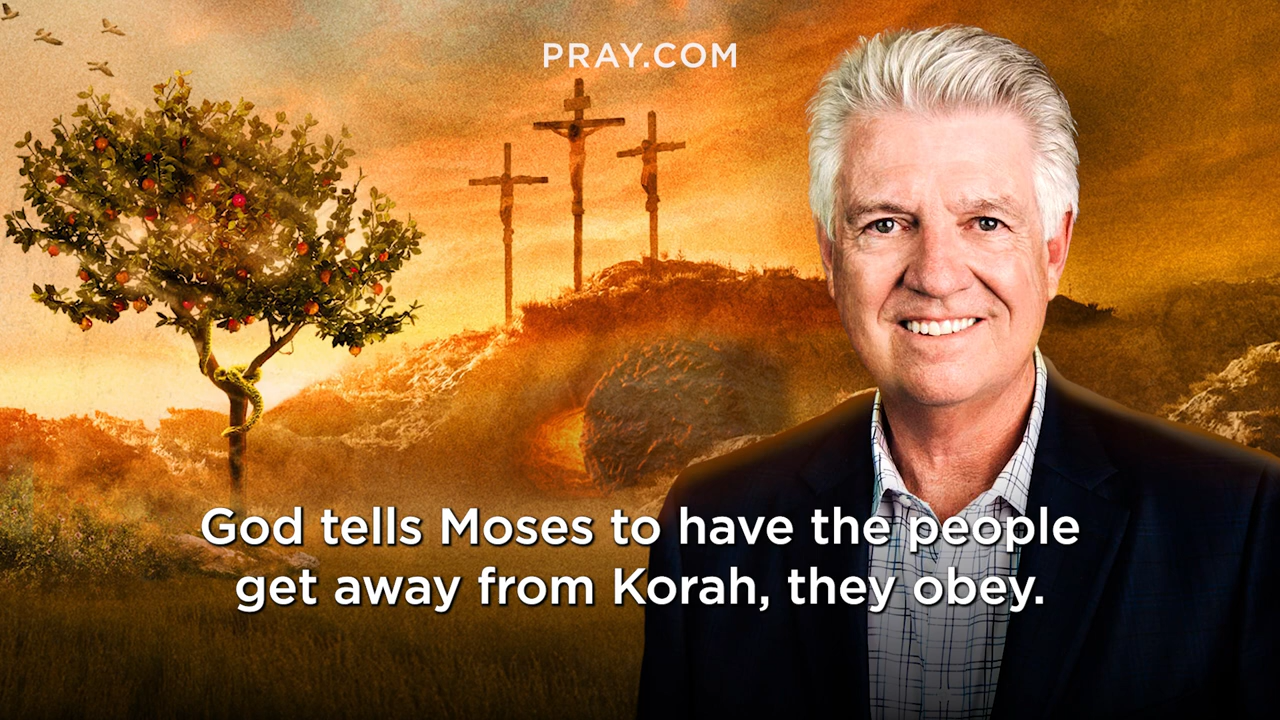 PRAY.COM
God tells Moses to have the people
get away from Korah, they obey.